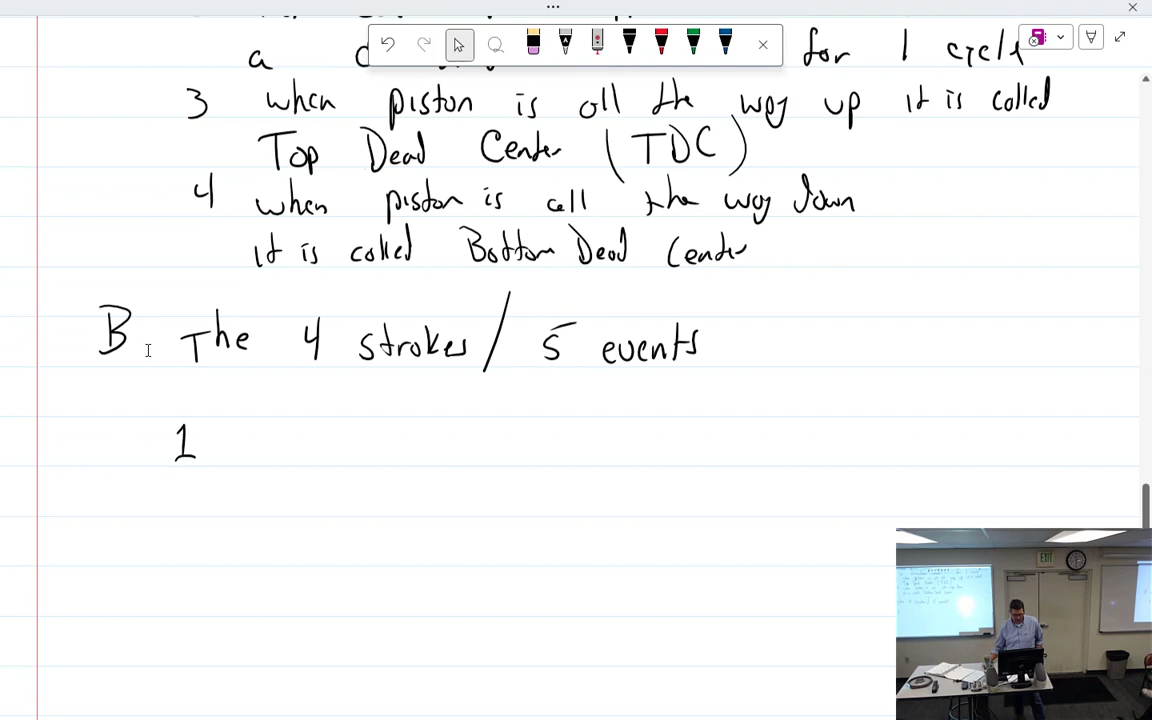 a for 1 cycle
3 when piston is all the way up it is called
Top Dead Center (TDC)
4 when piston is all the way down
it is called Bottom Dead Center
B. The 4 strokes / 5 events
1
EXIT